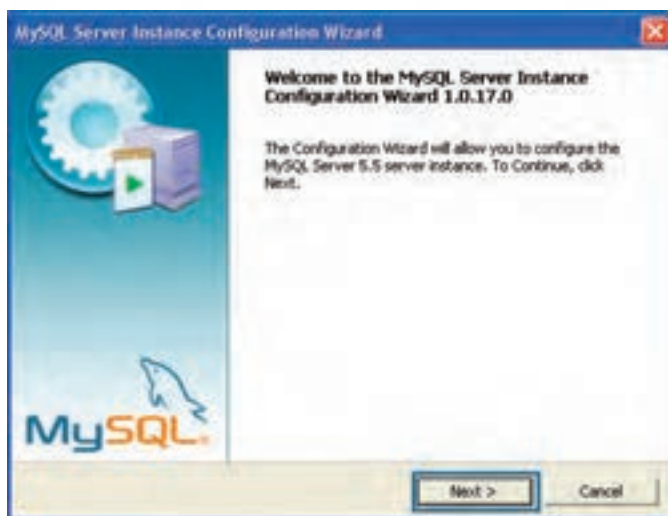 MySQL Server Instance Configuration Wizard
Welcome to the MySQL Server Instance
Configuration Wizard 1.0.17.0
The Configuration Wizard will allow you to configure the
MySQL Server 5.5 server instance. To Continue, click
Next.
MySQL
Next >
Cancel